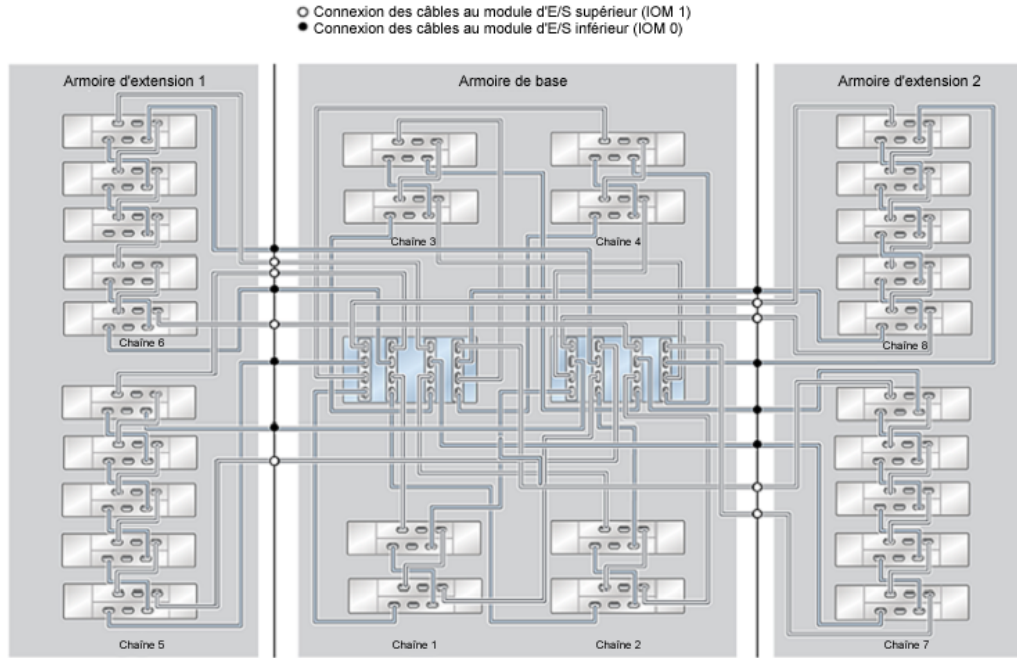 Connexion des câbles au module d'E/S supérieur (IOM 1)
Connexion des câbles au module d'E/S inférieur (IOM 0)
Armoire d'extension 1
Armoire de base
Armoire d'extension 2
Chaîne 3
Chaîne 4
Chaîne 6
Chaîne 8
Chaîne 5
Chaîne 1
Chaîne 2
Chaîne 7